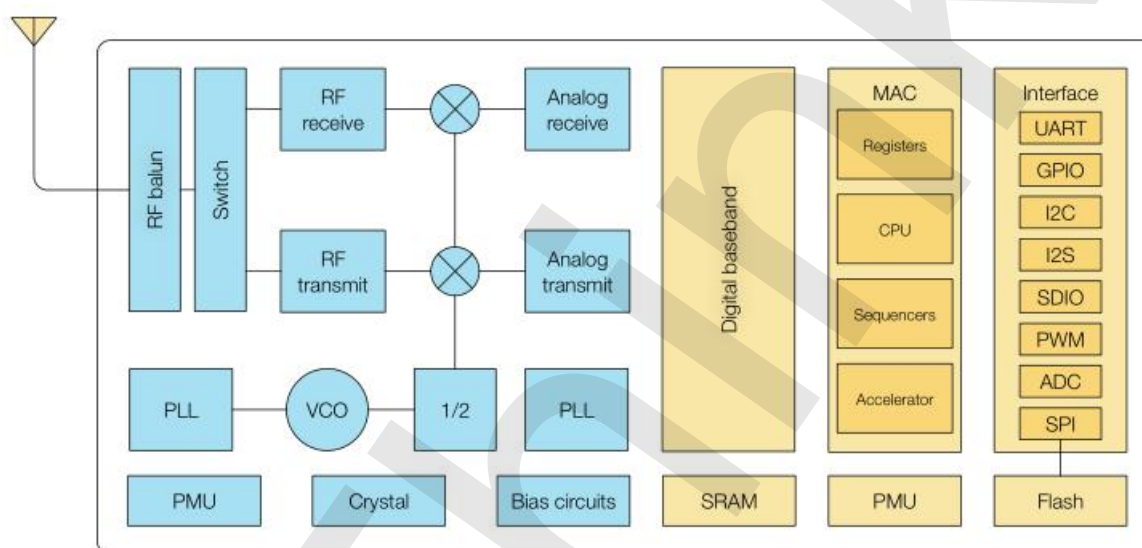 RF balun
Switch
RF
receive
Analog
receive
RF
transmit
Analog
transmit
PLL
VCO
1/2
PLL
PMU
Crystal
Bias circuits
Digital baseband
SRAM
MAC
Registers
CPU
Sequencers
Accelerator
PMU
Interface
UART
GPIO
I2C
I2S
SDIO
PWM
ADC
SPI
Flash